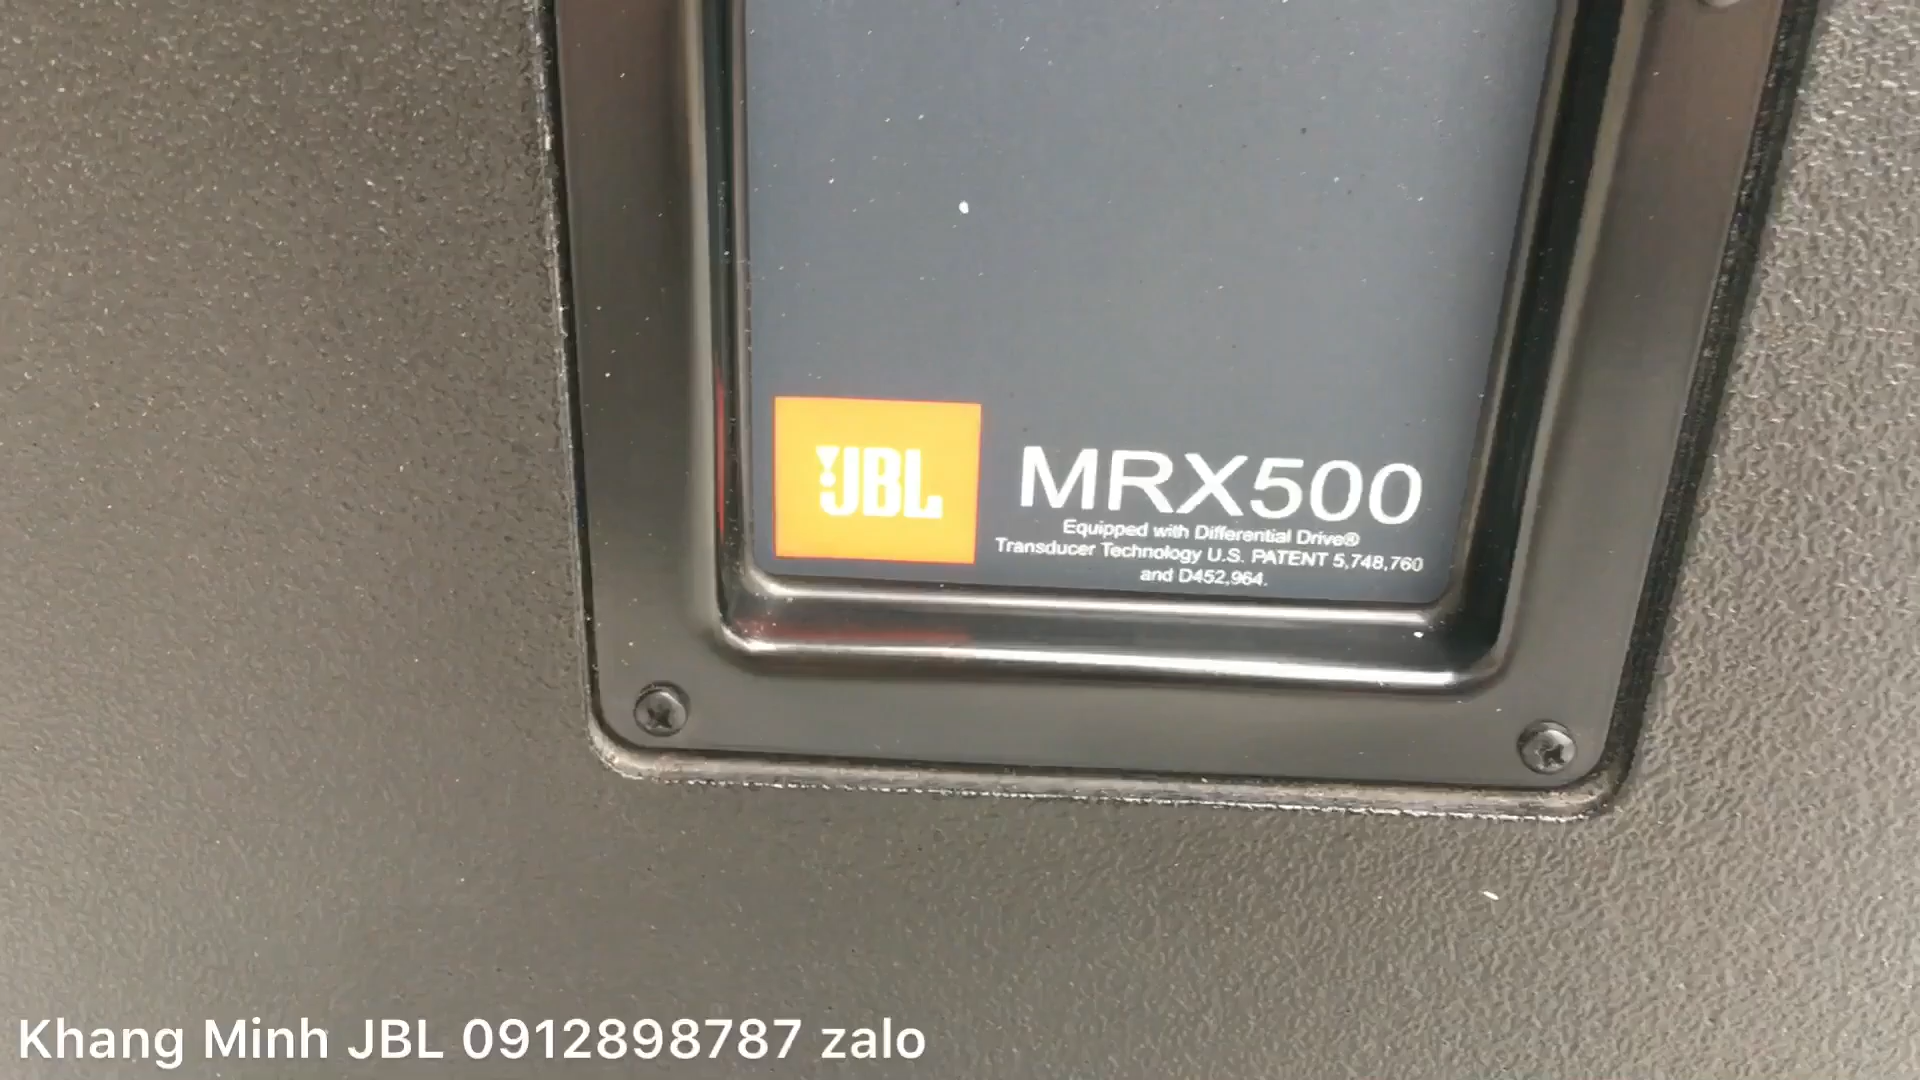 JBL
MRX500
Equipped with Differential Drive®
Transducer Technology U.S. PATENT 5,748,760
and D452,964.
Khang Minh JBL 0912898787 zalo